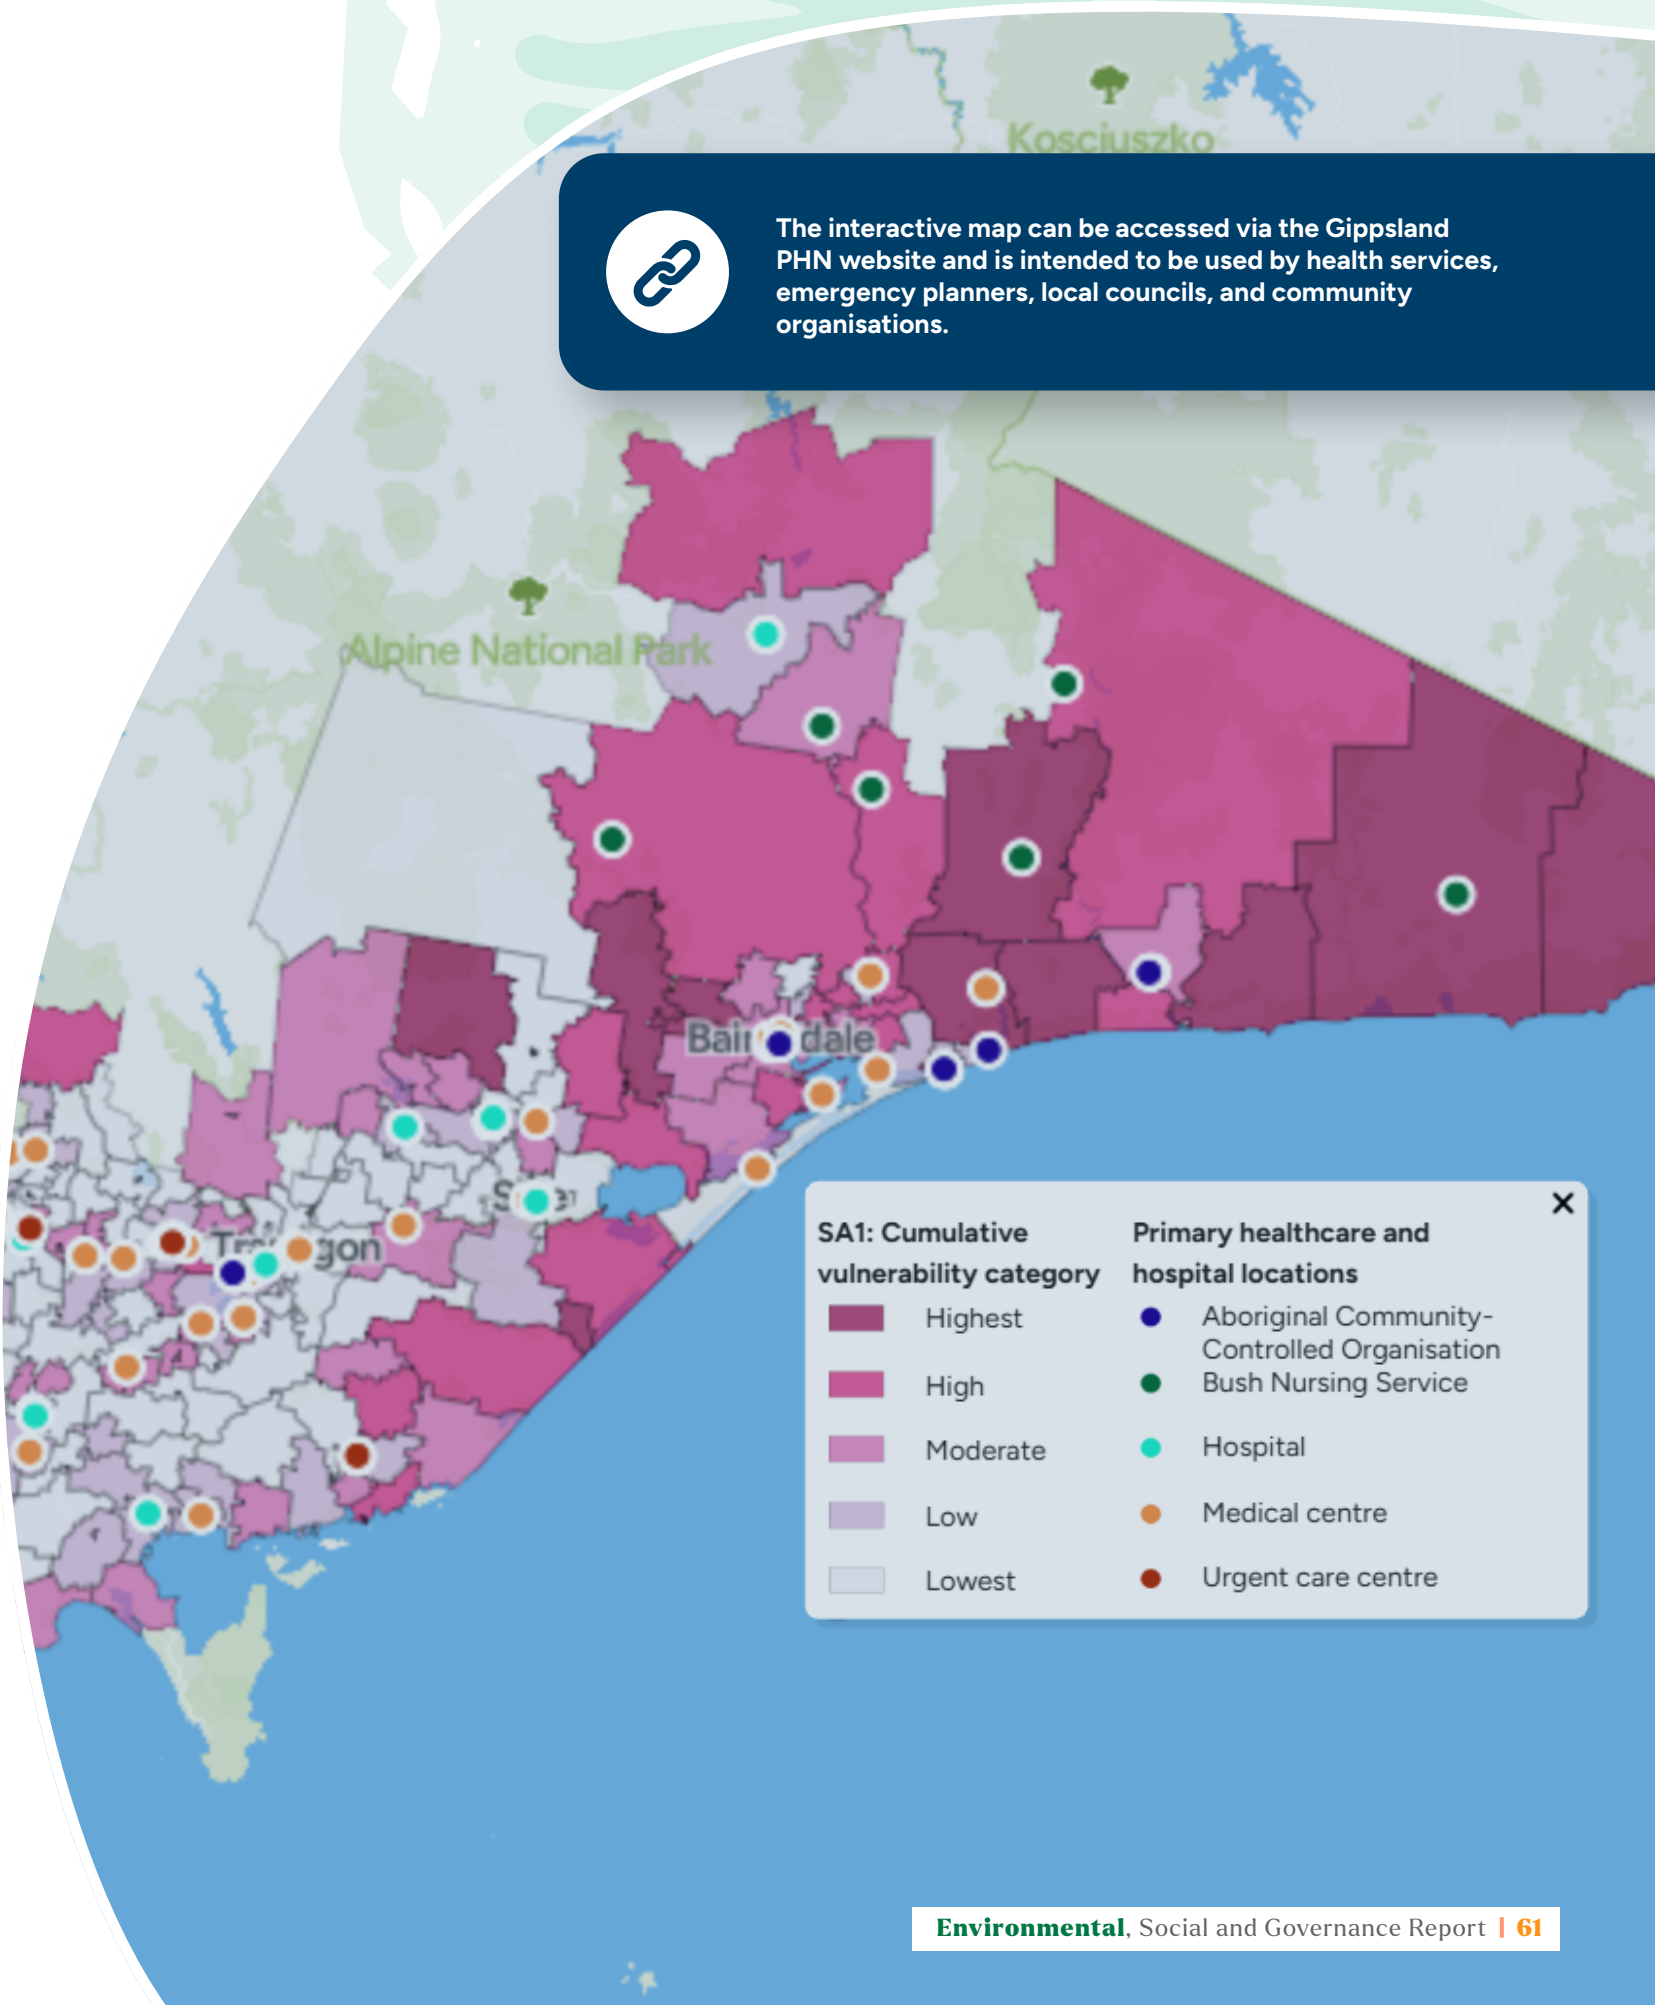 Kosciuszko
The interactive map can be accessed via the Gippsland
PHN website and is intended to be used by health services,
emergency planners, local councils, and community
organisations.
Alpine National Park
SA1: Cumulative
vulnerability category
Highest
High
Moderate
Low
Lowest
Primary healthcare and
hospital locations
Aboriginal Community-
Controlled Organisation
Bush Nursing Service
Hospital
Medical centre
Urgent care centre
Environmental, Social and Governance Report | 61